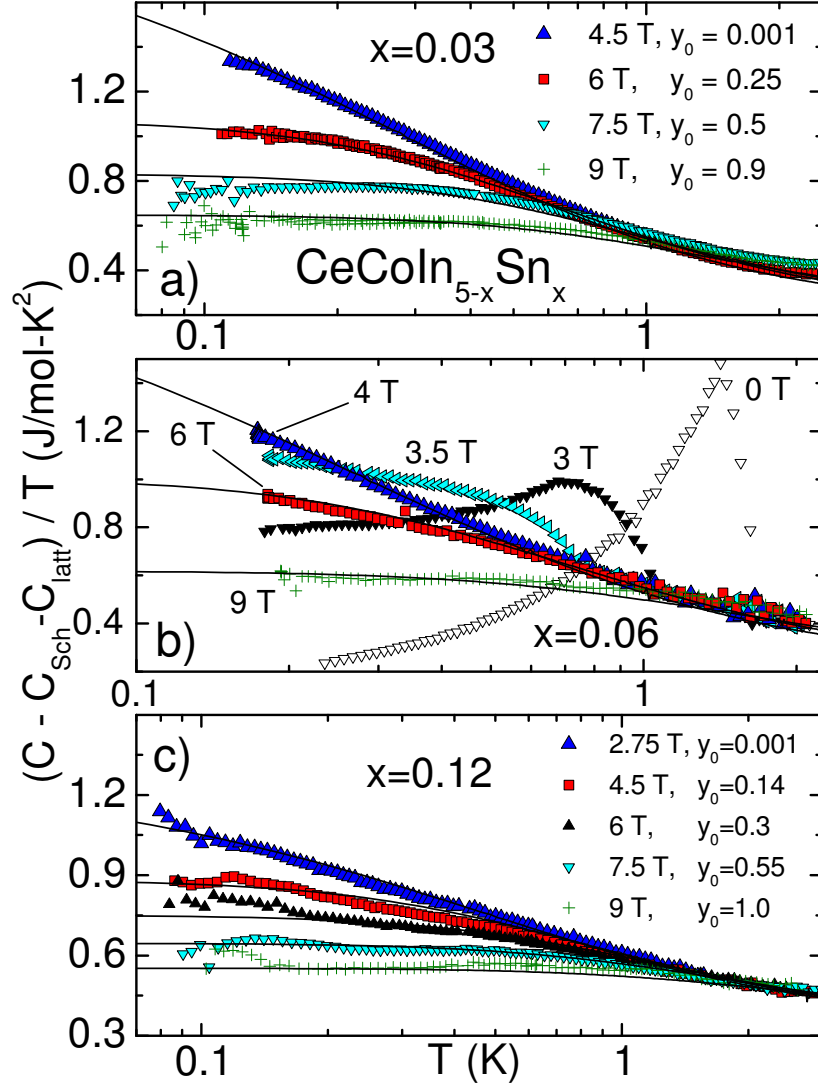 (C - C_Sch-C_latt) / T (J/mol-K²)
x=0.03
4.5 T, y₀ = 0.001
6 T, y₀ = 0.25
7.5 T, y₀ = 0.5
9 T, y₀ = 0.9
1.2
0.8
0.4
a)
CeCoIn₅₋ₓSnₓ
0.1 1
4 T
0 T
6 T
3.5 T
3 T
1.2
0.8
0.4
9 T
b)
x=0.06
0.1 1
c)
x=0.12
2.75 T, y₀=0.001
4.5 T, y₀=0.14
6 T, y₀=0.3
7.5 T, y₀=0.55
9 T, y₀=1.0
1.2
0.9
0.6
0.3
0.1 T (K) 1